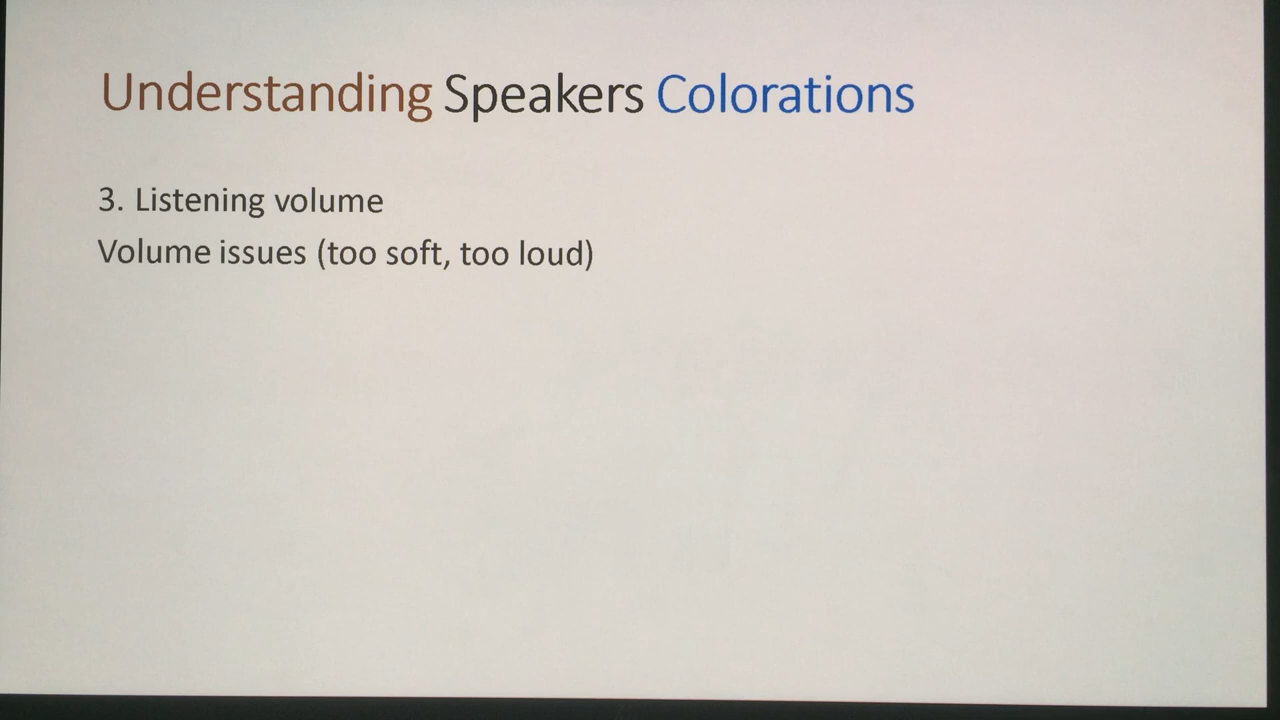 Understanding Speakers Colorations
3. Listening volume
Volume issues (too soft, too loud)